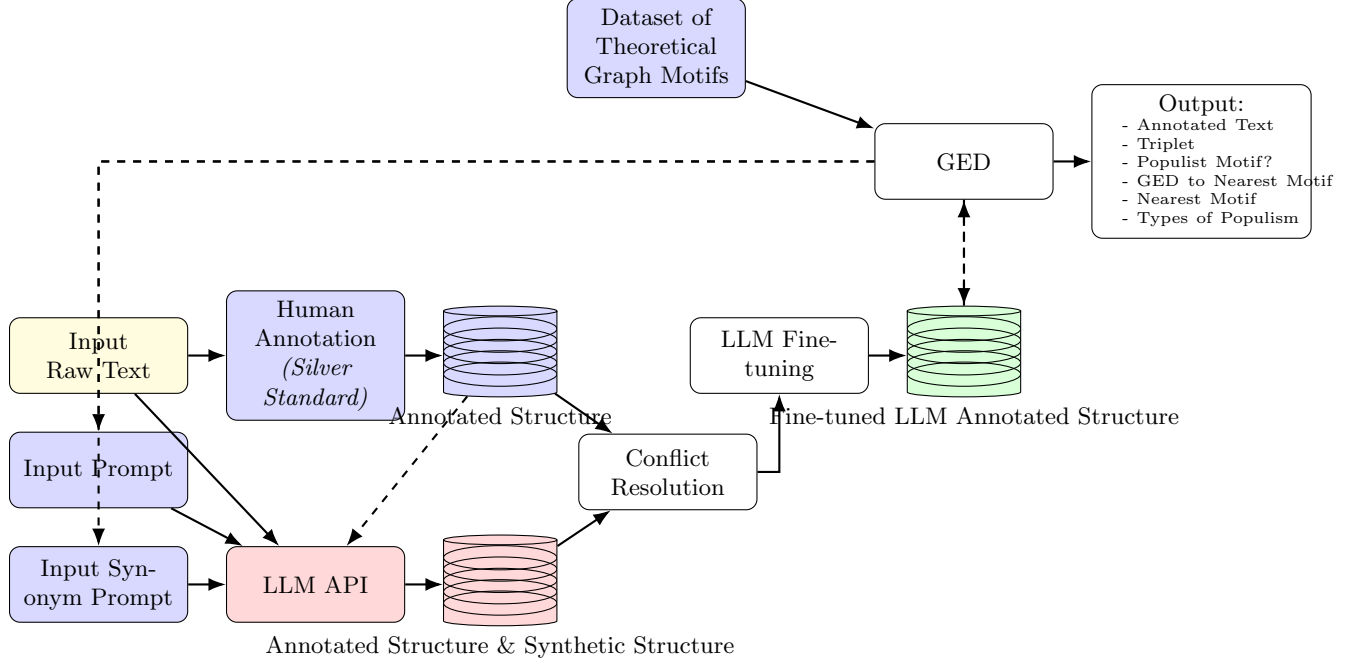 Dataset of
Theoretical
Graph Motifs
GED
Output:
- Annotated Text
- Triplet
- Populist Motif?
- GED to Nearest Motif
- Nearest Motif
- Types of Populism
Input
Raw Text
Human
Annotation
(Silver
Standard)
Annotated Structure
LLM Fine-
tuning
Fine-tuned LLM Annotated Structure
Input Prompt
Conflict
Resolution
Input Syn-
onym Prompt
LLM API
Annotated Structure & Synthetic Structure